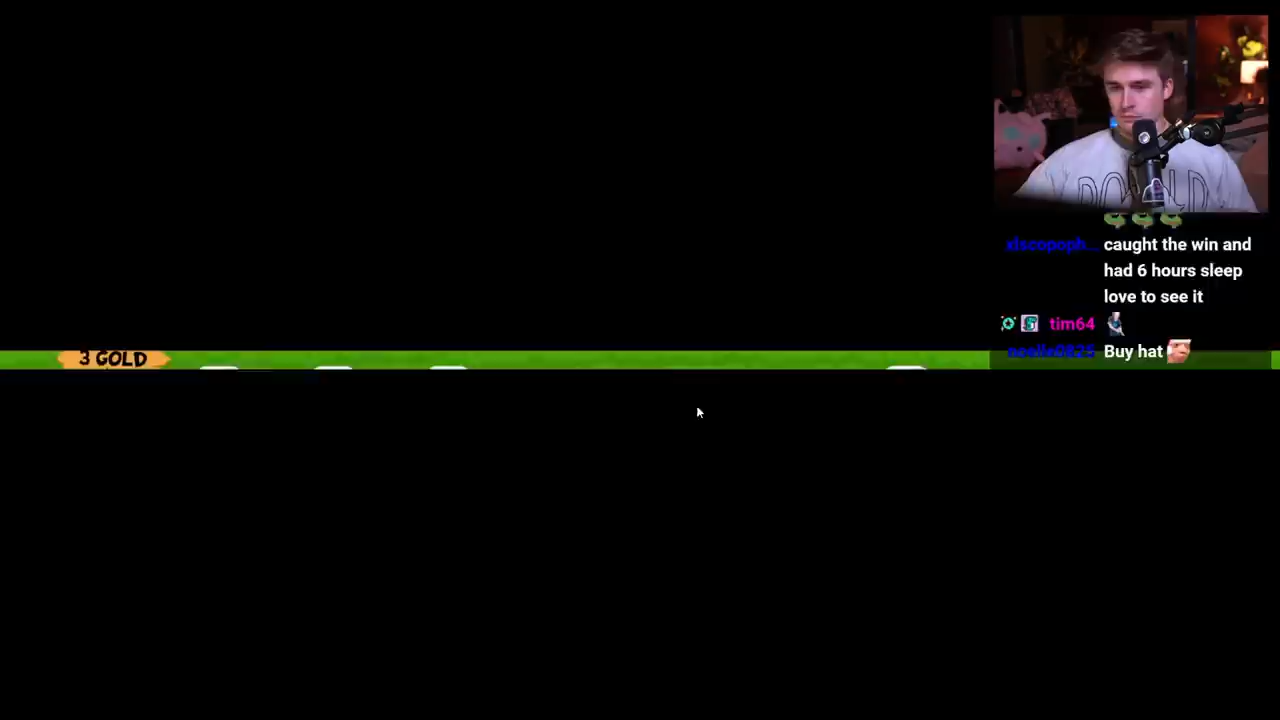 caught the win and
had 6 hours sleep
love to see it
tim64
3 GOLD
Buy hat